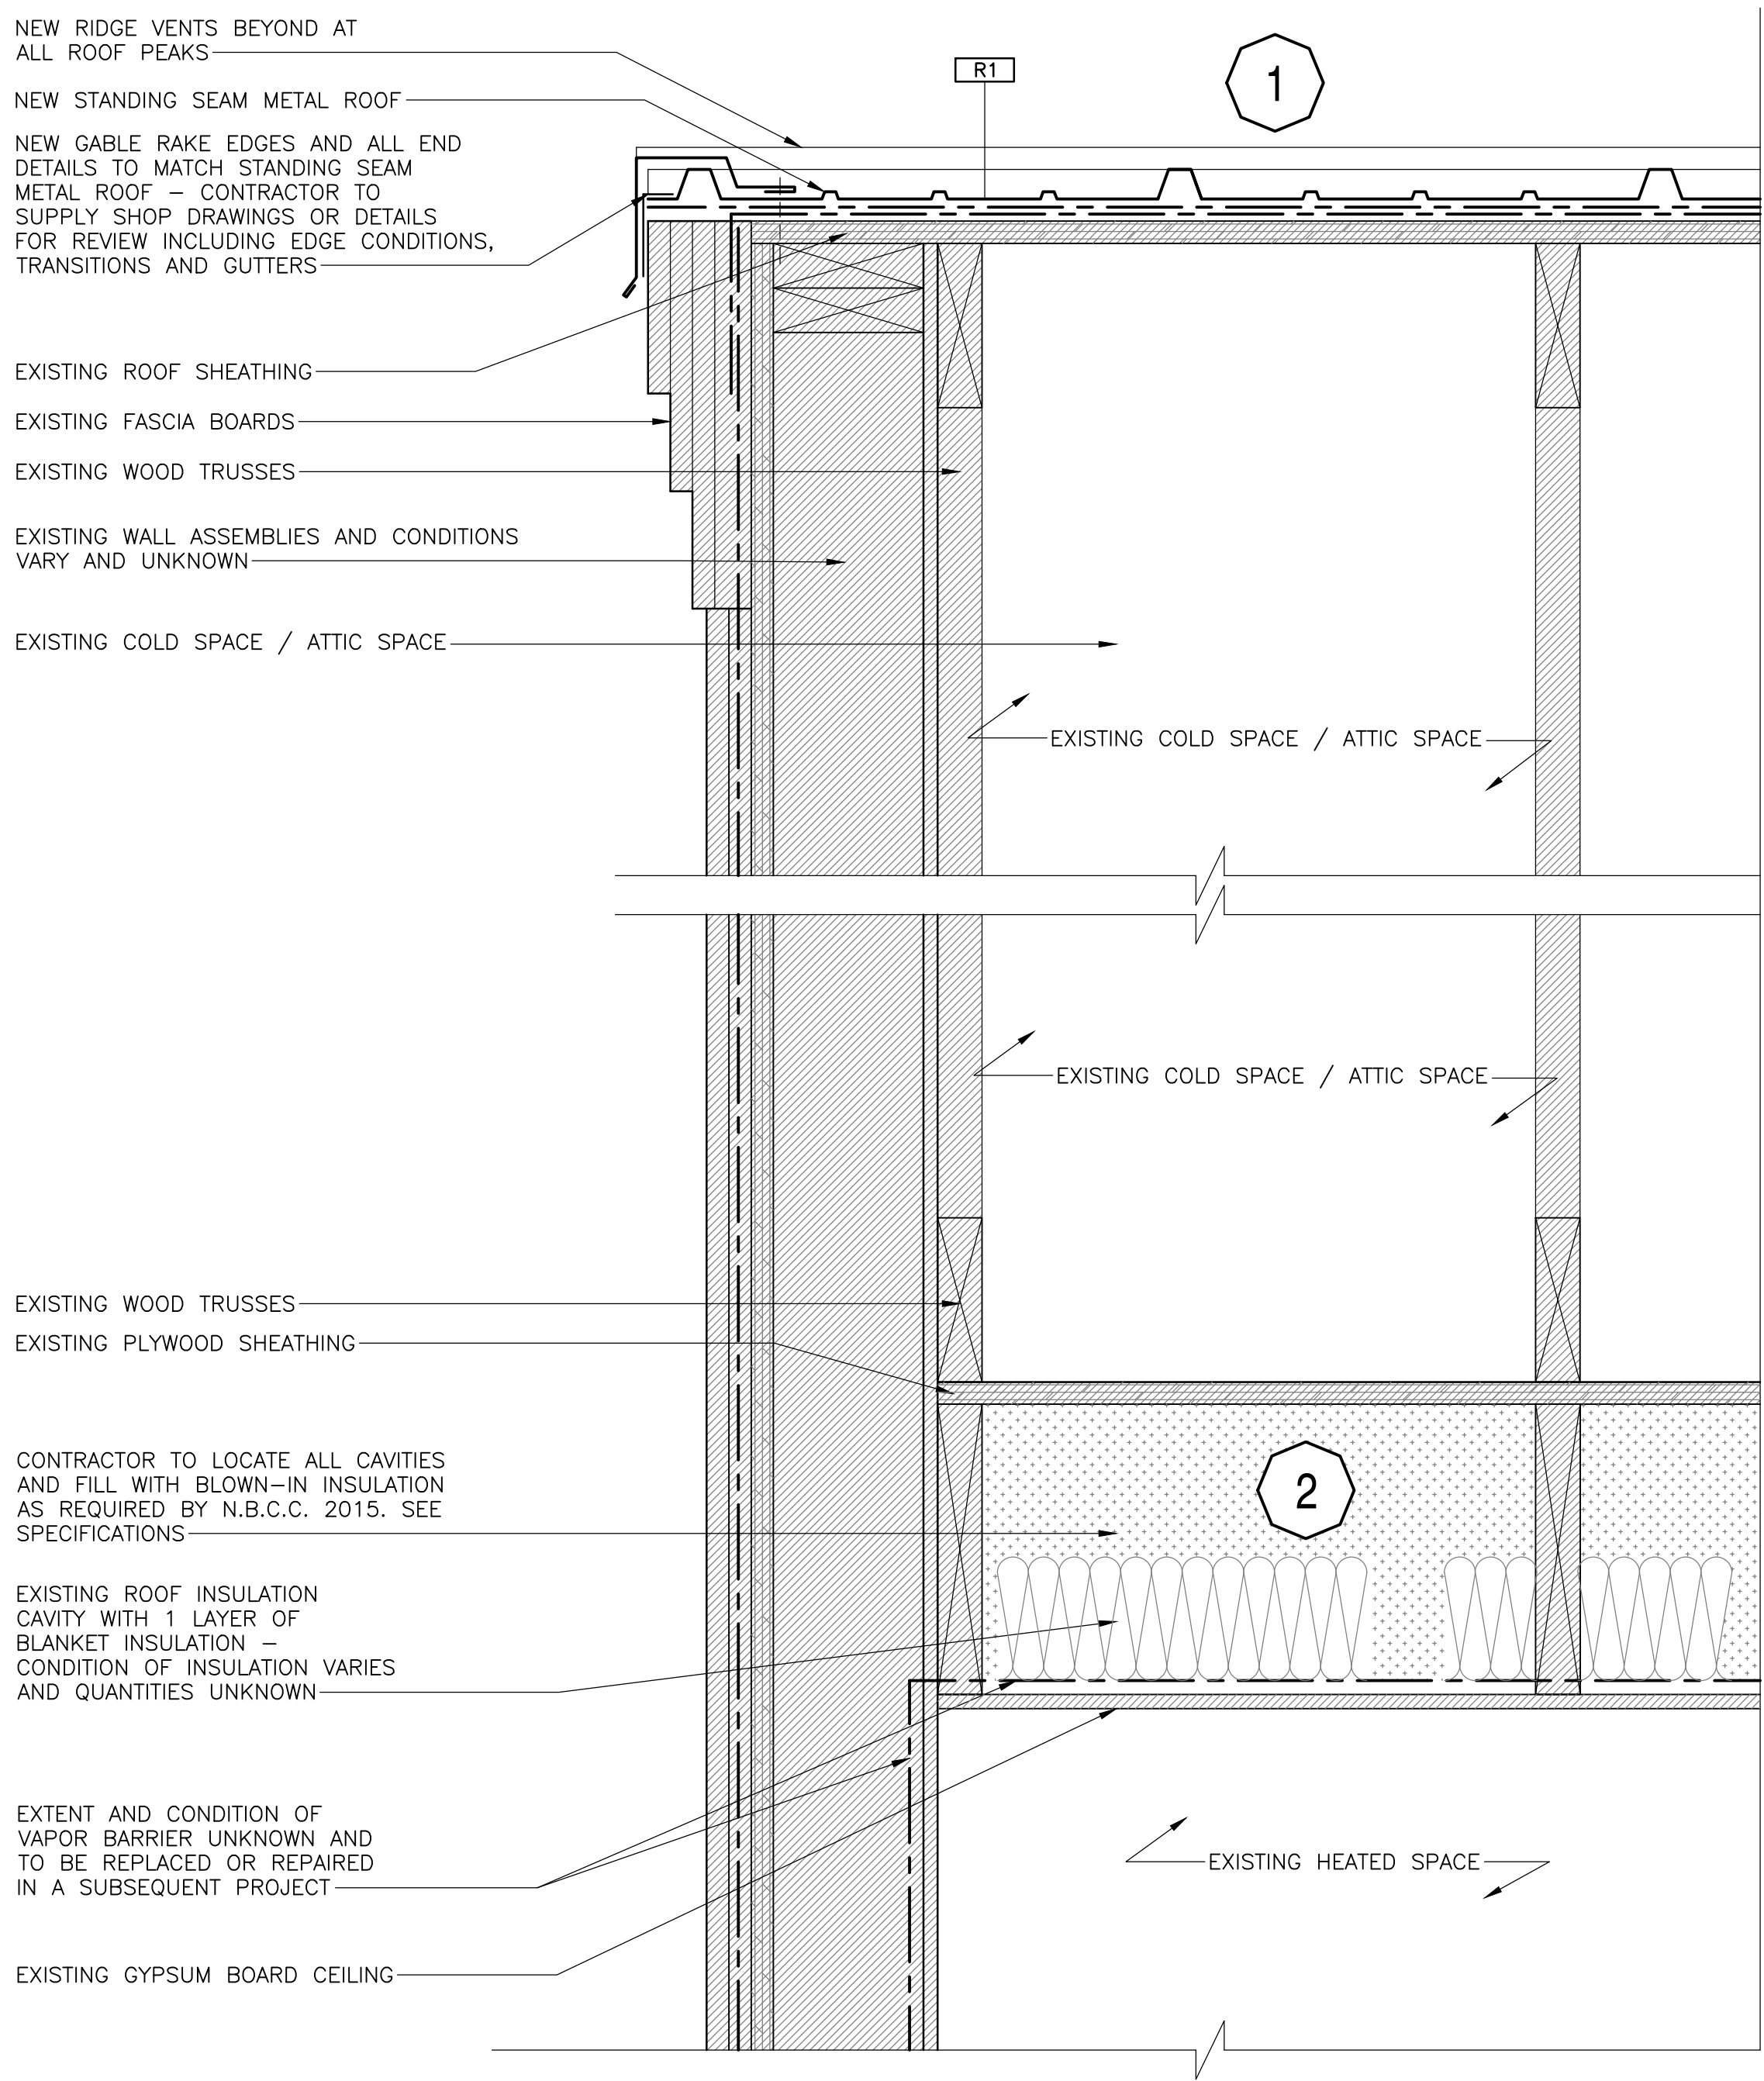 NEW RIDGE VENTS BEYOND AT
ALL ROOF PEAKS
R1
1
NEW STANDING SEAM METAL ROOF
NEW GABLE RAKE EDGES AND ALL END
DETAILS TO MATCH STANDING SEAM
METAL ROOF – CONTRACTOR TO
SUPPLY SHOP DRAWINGS OR DETAILS
FOR REVIEW INCLUDING EDGE CONDITIONS,
TRANSITIONS AND GUTTERS
EXISTING ROOF SHEATHING
EXISTING FASCIA BOARDS
EXISTING WOOD TRUSSES
EXISTING WALL ASSEMBLIES AND CONDITIONS
VARY AND UNKNOWN
EXISTING COLD SPACE / ATTIC SPACE
EXISTING COLD SPACE / ATTIC SPACE
EXISTING COLD SPACE / ATTIC SPACE
EXISTING WOOD TRUSSES
EXISTING PLYWOOD SHEATHING
CONTRACTOR TO LOCATE ALL CAVITIES
AND FILL WITH BLOWN–IN INSULATION
AS REQUIRED BY N.B.C.C. 2015. SEE
SPECIFICATIONS
2
EXISTING ROOF INSULATION
CAVITY WITH 1 LAYER OF
BLANKET INSULATION –
CONDITION OF INSULATION VARIES
AND QUANTITIES UNKNOWN
EXTENT AND CONDITION OF
VAPOR BARRIER UNKNOWN AND
TO BE REPLACED OR REPAIRED
IN A SUBSEQUENT PROJECT
EXISTING HEATED SPACE
EXISTING GYPSUM BOARD CEILING